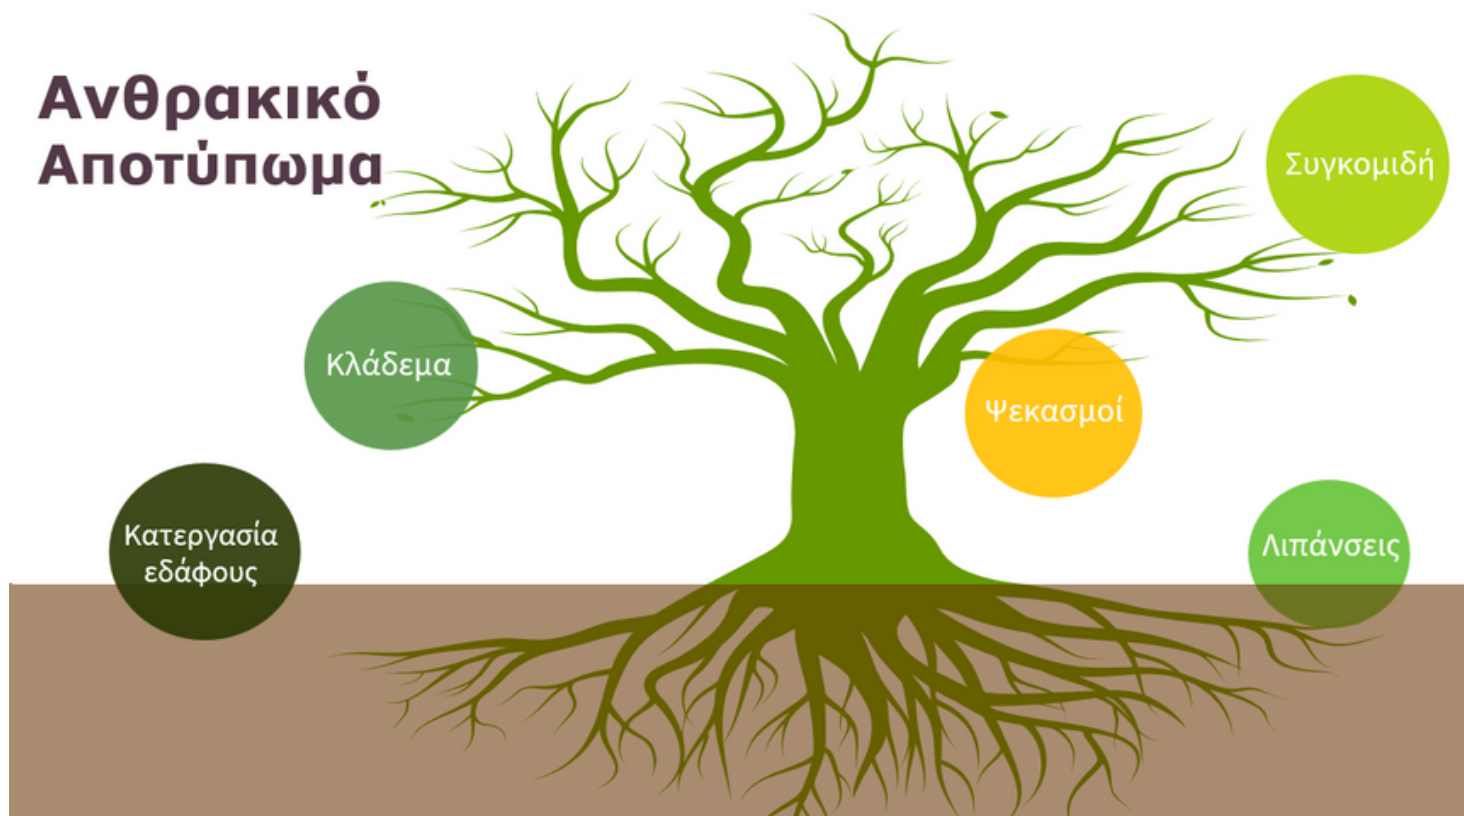 Ανθρακικό
Αποτύπωμα
Συγκομιδή
Κλάδεμα
Ψεκασμοί
Κατεργασία
εδάφους
Λιπάνσεις